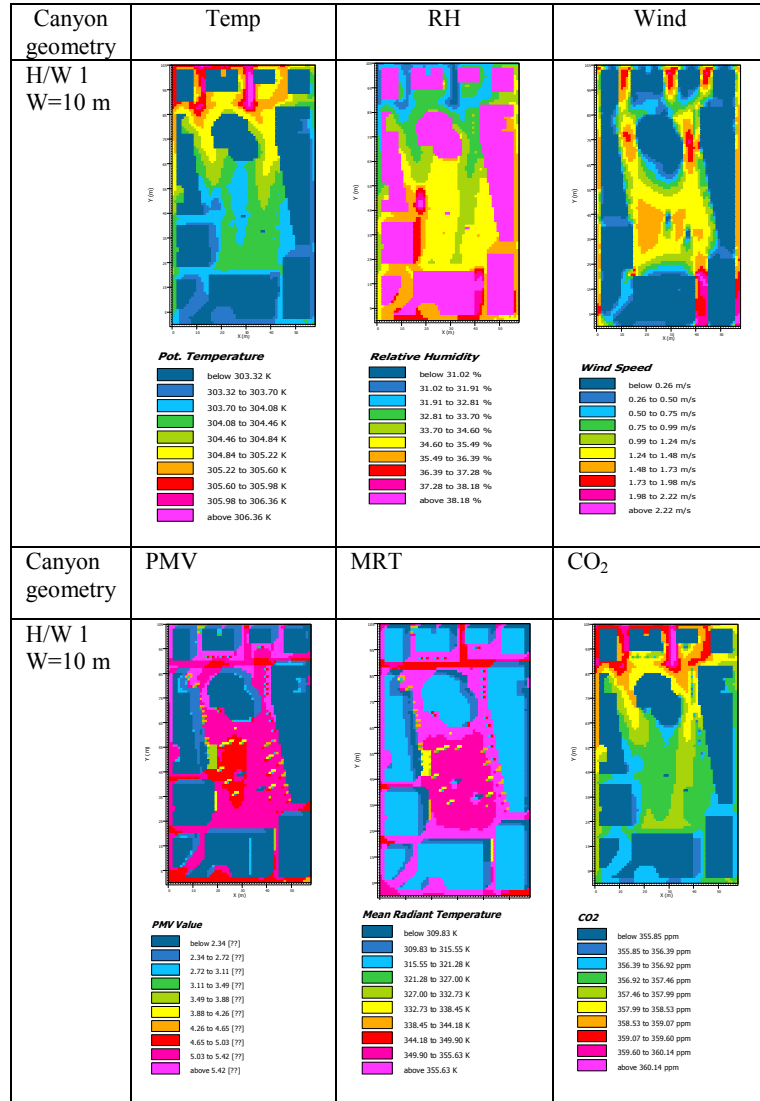 Canyon geometry Temp RH Wind
H/W 1
W=10 m
Y (m)
X (m)
Y (m)
X (m)
Y (m)
X (m)
Pot. Temperature
below 303.32 K
303.32 to 303.70 K
303.70 to 304.08 K
304.08 to 304.46 K
304.46 to 304.84 K
304.84 to 305.22 K
305.22 to 305.60 K
305.60 to 305.98 K
305.98 to 306.36 K
above 306.36 K
Relative Humidity
below 31.02 %
31.02 to 31.91 %
31.91 to 32.81 %
32.81 to 33.70 %
33.70 to 34.60 %
34.60 to 35.49 %
35.49 to 36.39 %
36.39 to 37.28 %
37.28 to 38.18 %
above 38.18 %
Wind Speed
below 0.26 m/s
0.26 to 0.50 m/s
0.50 to 0.75 m/s
0.75 to 0.99 m/s
0.99 to 1.24 m/s
1.24 to 1.48 m/s
1.48 to 1.73 m/s
1.73 to 1.98 m/s
1.98 to 2.22 m/s
above 2.22 m/s
Canyon geometry PMV MRT CO₂
H/W 1
W=10 m
Y (m)
X (m)
Y (m)
X (m)
Y (m)
X (m)
PMV Value
below 2.34 [??]
2.34 to 2.72 [??]
2.72 to 3.11 [??]
3.11 to 3.49 [??]
3.49 to 3.88 [??]
3.88 to 4.26 [??]
4.26 to 4.65 [??]
4.65 to 5.03 [??]
5.03 to 5.42 [??]
above 5.42 [??]
Mean Radiant Temperature
below 309.83 K
309.83 to 315.55 K
315.55 to 321.28 K
321.28 to 327.00 K
327.00 to 332.73 K
332.73 to 338.45 K
338.45 to 344.18 K
344.18 to 349.90 K
349.90 to 355.63 K
above 355.63 K
CO2
below 355.85 ppm
355.85 to 356.39 ppm
356.39 to 356.92 ppm
356.92 to 357.46 ppm
357.46 to 357.99 ppm
357.99 to 358.53 ppm
358.53 to 359.07 ppm
359.07 to 359.60 ppm
359.60 to 360.14 ppm
above 360.14 ppm